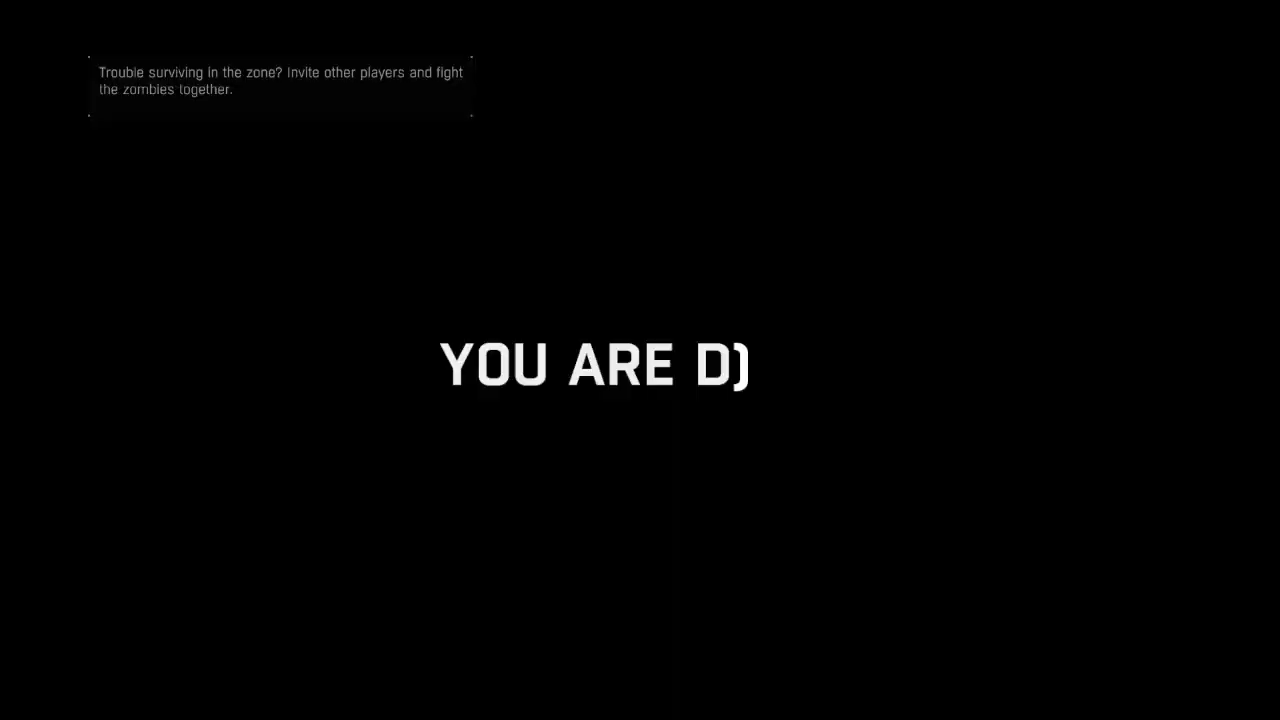 Trouble surviving in the zone? Invite other players and fight
the zombies together.
YOU ARE D)